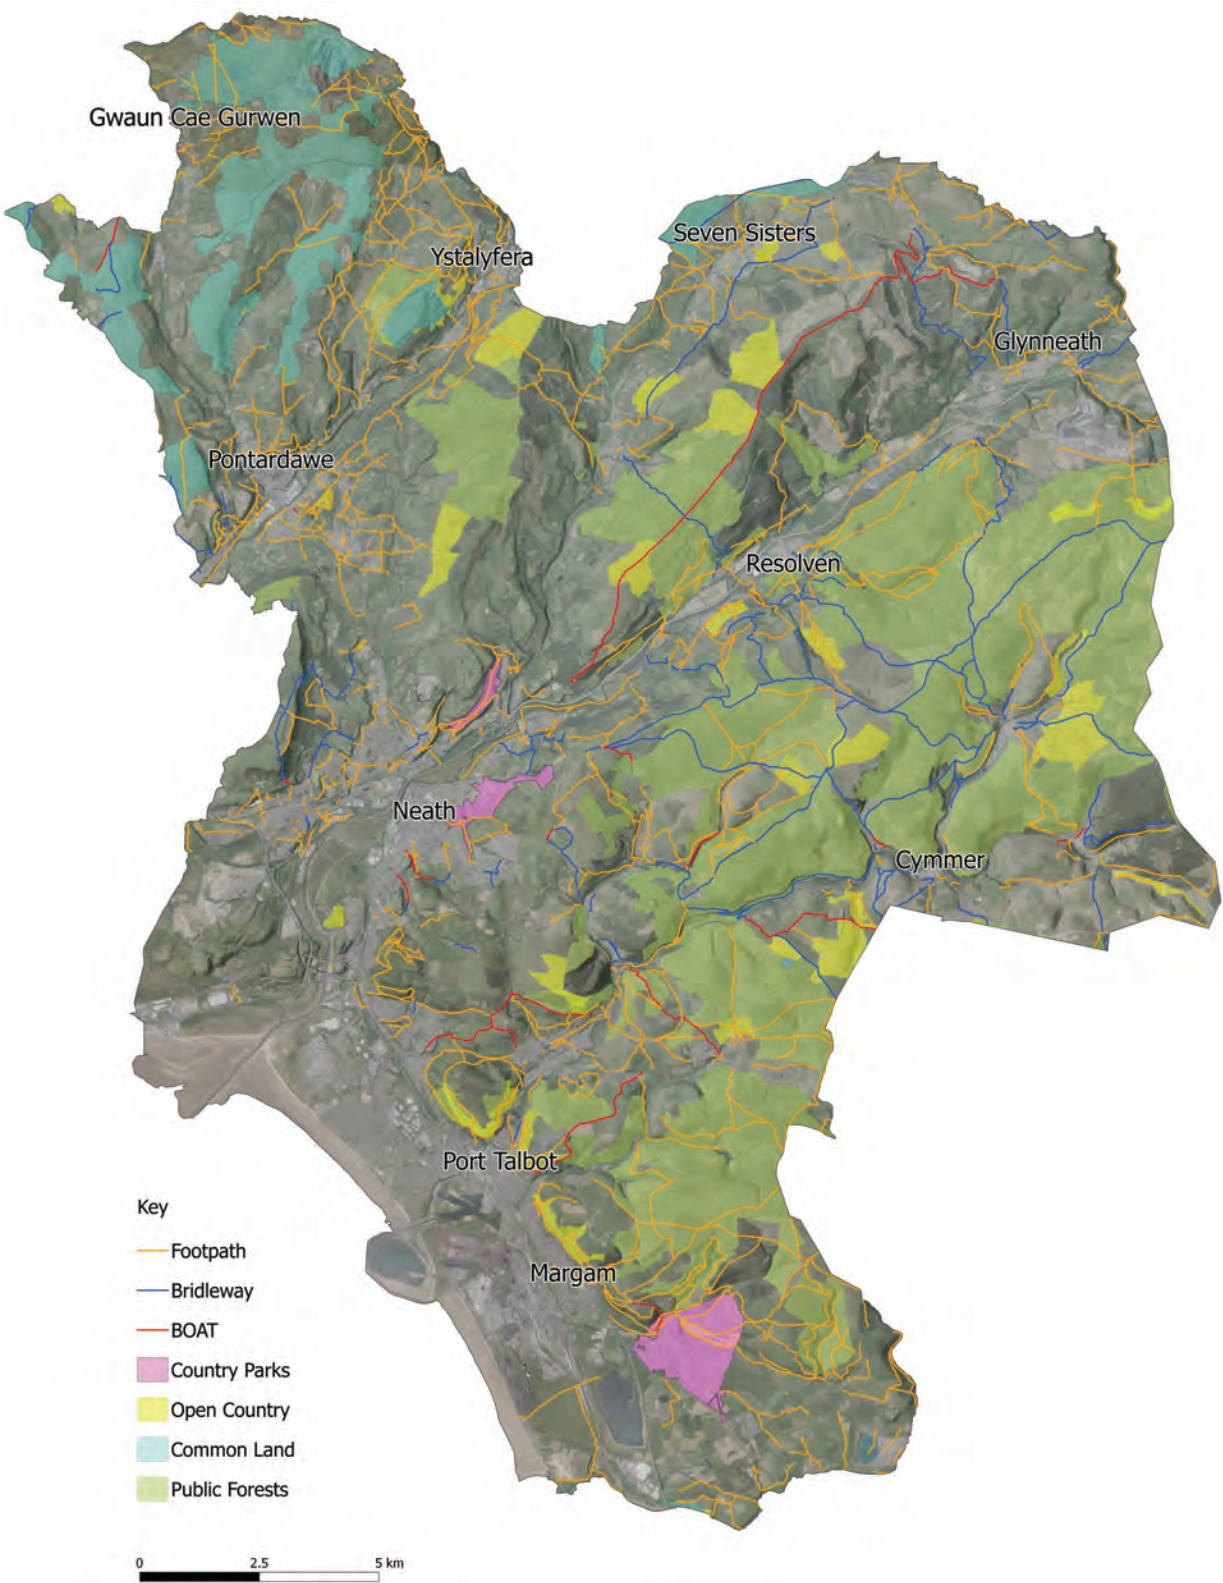 Gwaun Cae Gurwen
Seven Sisters
Ystalyfera
Glynneath
Pontardawe
Resolven
Neath
Cymmer
Port Talbot
Margam
Key
Footpath
Bridleway
BOAT
Country Parks
Open Country
Common Land
Public Forests
0 2.5 5 km